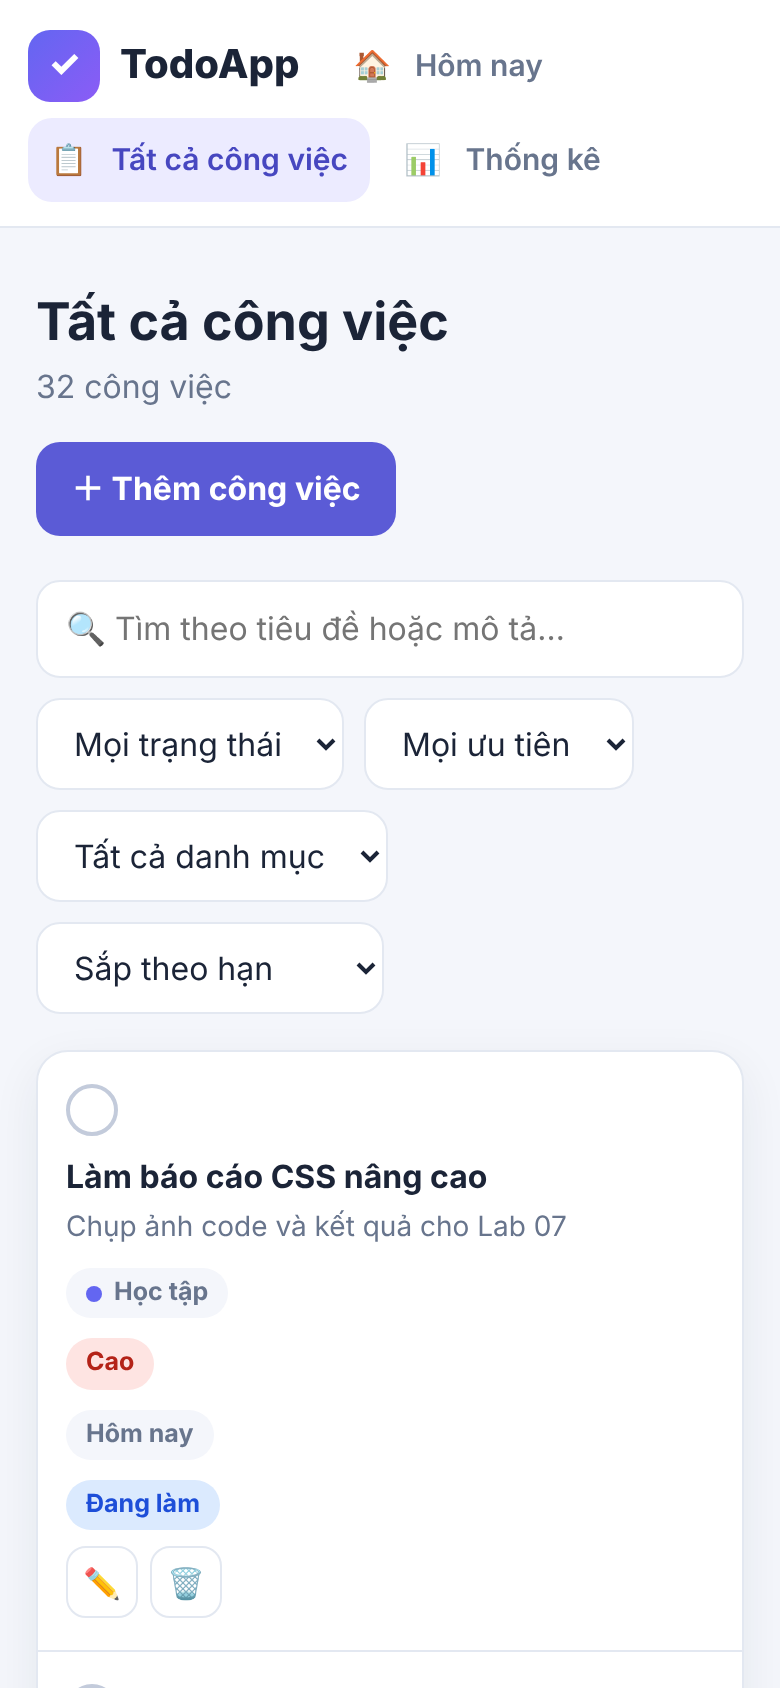 TodoApp
Hôm nay
Tất cả công việc
Thống kê
Tất cả công việc
32 công việc
+ Thêm công việc
Tìm theo tiêu đề hoặc mô tả...
Mọi trạng thái
Mọi ưu tiên
Tất cả danh mục
Sắp theo hạn
Làm báo cáo CSS nâng cao
Chụp ảnh code và kết quả cho Lab 07
Học tập
Cao
Hôm nay
Đang làm